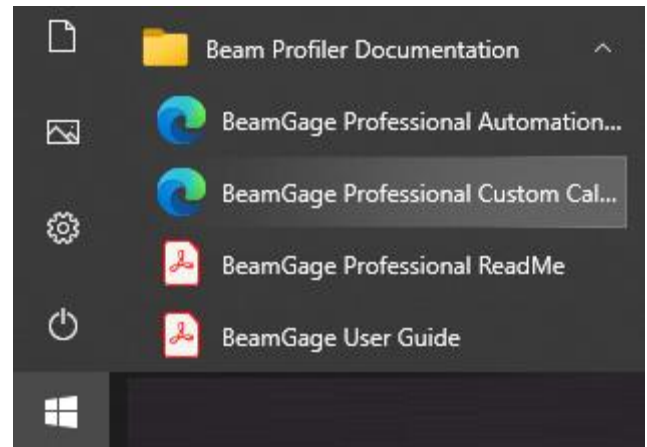 Beam Profiler Documentation
BeamGage Professional Automation...
BeamGage Professional Custom Cal...
BeamGage Professional ReadMe
BeamGage User Guide